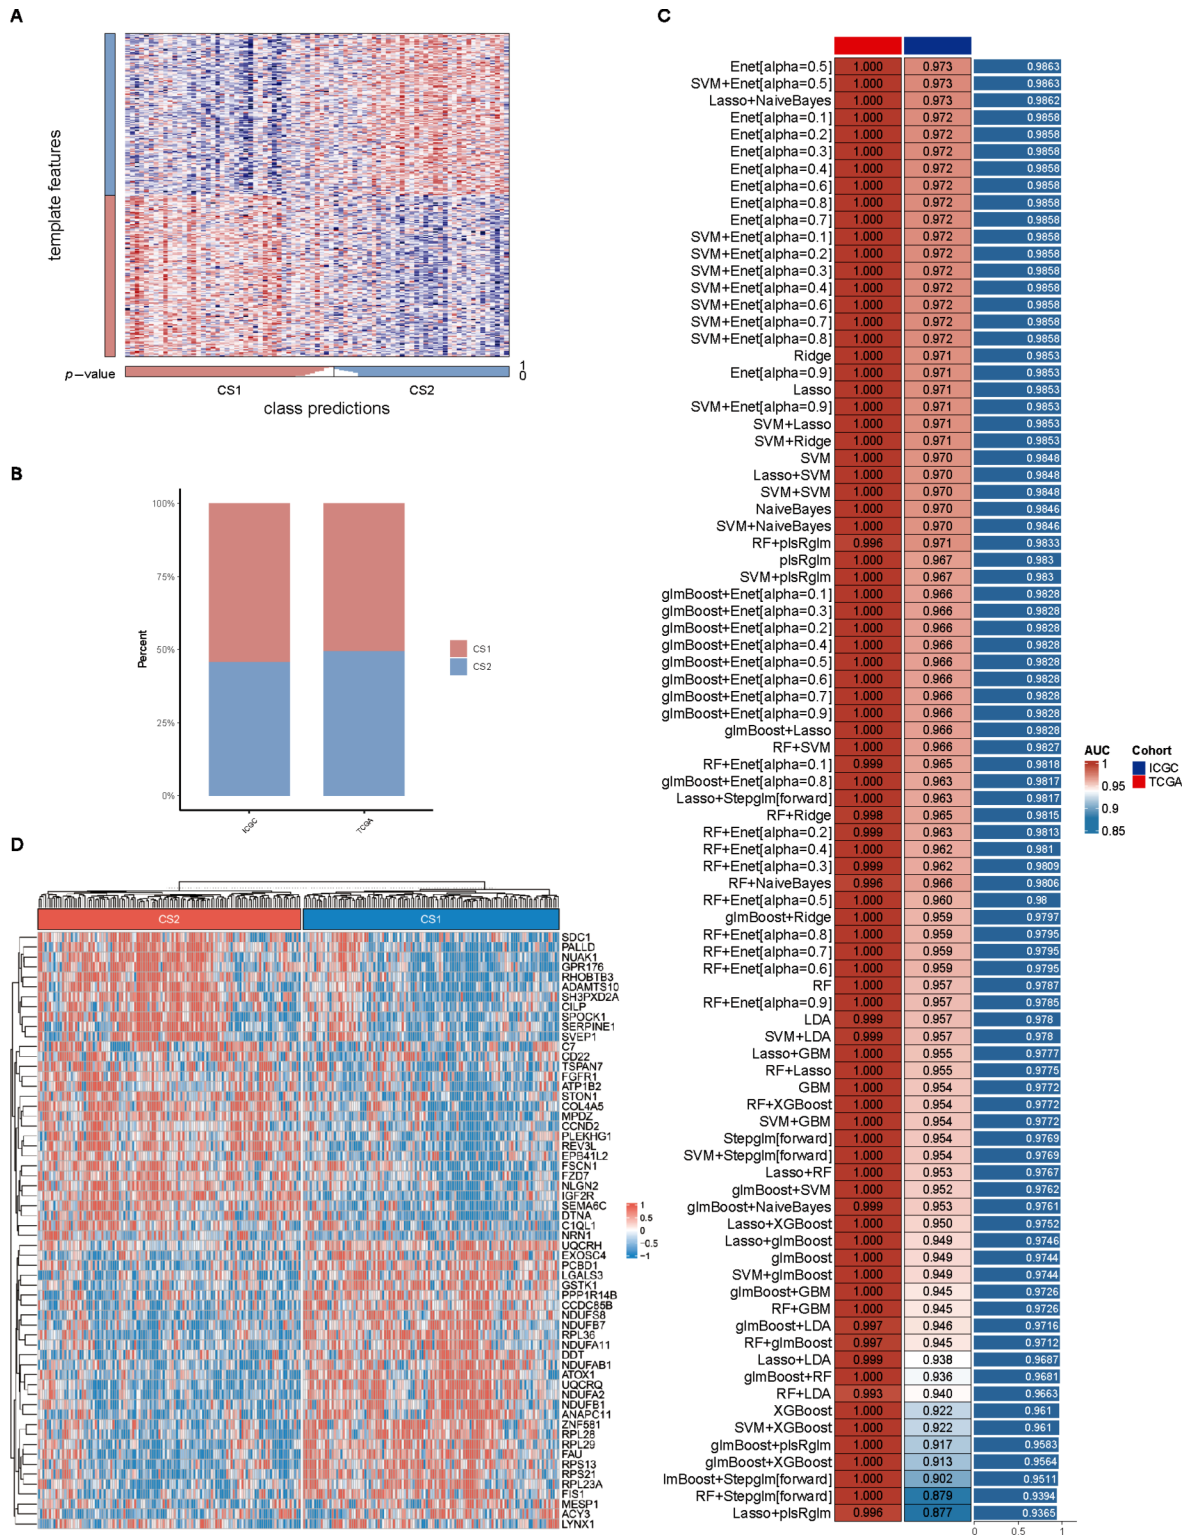 A
template features
p-value
1
0
CS1
CS2
class predictions
B
Percent
100%
75%
50%
25%
0%
ICGC
TCGA
CS1
CS2
C
Enet[alpha=0.5] 1.000 0.973 0.9863
SVM+Enet[alpha=0.5] 1.000 0.973 0.9863
Lasso+NaiveBayes 1.000 0.973 0.9862
Enet[alpha=0.1] 1.000 0.972 0.9858
Enet[alpha=0.2] 1.000 0.972 0.9858
Enet[alpha=0.3] 1.000 0.972 0.9858
Enet[alpha=0.4] 1.000 0.972 0.9858
Enet[alpha=0.6] 1.000 0.972 0.9858
Enet[alpha=0.8] 1.000 0.972 0.9858
Enet[alpha=0.7] 1.000 0.972 0.9858
SVM+Enet[alpha=0.1] 1.000 0.972 0.9858
SVM+Enet[alpha=0.2] 1.000 0.972 0.9858
SVM+Enet[alpha=0.3] 1.000 0.972 0.9858
SVM+Enet[alpha=0.4] 1.000 0.972 0.9858
SVM+Enet[alpha=0.6] 1.000 0.972 0.9858
SVM+Enet[alpha=0.7] 1.000 0.972 0.9858
SVM+Enet[alpha=0.8] 1.000 0.972 0.9858
Ridge 1.000 0.971 0.9853
Enet[alpha=0.9] 1.000 0.971 0.9853
Lasso 1.000 0.971 0.9853
SVM+Enet[alpha=0.9] 1.000 0.971 0.9853
SVM+Lasso 1.000 0.971 0.9853
SVM+Ridge 1.000 0.971 0.9853
SVM 1.000 0.970 0.9848
Lasso+SVM 1.000 0.970 0.9848
SVM+SVM 1.000 0.970 0.9848
NaiveBayes 1.000 0.970 0.9846
SVM+NaiveBayes 1.000 0.970 0.9846
RF+plsRglm 0.996 0.971 0.9833
plsRglm 1.000 0.967 0.983
SVM+plsRglm 1.000 0.967 0.983
glmBoost+Enet[alpha=0.1] 1.000 0.966 0.9828
glmBoost+Enet[alpha=0.3] 1.000 0.966 0.9828
glmBoost+Enet[alpha=0.2] 1.000 0.966 0.9828
glmBoost+Enet[alpha=0.4] 1.000 0.966 0.9828
glmBoost+Enet[alpha=0.5] 1.000 0.966 0.9828
glmBoost+Enet[alpha=0.6] 1.000 0.966 0.9828
glmBoost+Enet[alpha=0.7] 1.000 0.966 0.9828
glmBoost+Enet[alpha=0.9] 1.000 0.966 0.9828
glmBoost+Lasso 1.000 0.966 0.9828
RF+SVM 1.000 0.966 0.9827
RF+Enet[alpha=0.1] 0.999 0.965 0.9818
glmBoost+Enet[alpha=0.8] 1.000 0.963 0.9817
Lasso+Stepglm[forward] 1.000 0.963 0.9817
RF+Ridge 0.998 0.965 0.9815
RF+Enet[alpha=0.2] 0.999 0.963 0.9813
RF+Enet[alpha=0.4] 1.000 0.962 0.981
RF+Enet[alpha=0.3] 0.999 0.962 0.9809
RF+NaiveBayes 0.996 0.966 0.9806
RF+Enet[alpha=0.5] 1.000 0.960 0.98
glmBoost+Ridge 1.000 0.959 0.9797
RF+Enet[alpha=0.8] 1.000 0.959 0.9795
RF+Enet[alpha=0.7] 1.000 0.959 0.9795
RF+Enet[alpha=0.6] 1.000 0.959 0.9795
RF 1.000 0.957 0.9787
RF+Enet[alpha=0.9] 1.000 0.957 0.9785
LDA 0.999 0.957 0.978
SVM+LDA 0.999 0.957 0.978
Lasso+GBM 1.000 0.955 0.9777
RF+Lasso 1.000 0.955 0.9775
GBM 1.000 0.954 0.9772
RF+XGBoost 1.000 0.954 0.9772
SVM+GBM 1.000 0.954 0.9772
Stepglm[forward] 1.000 0.954 0.9769
SVM+Stepglm[forward] 1.000 0.954 0.9769
Lasso+RF 1.000 0.953 0.9767
glmBoost+SVM 1.000 0.952 0.9762
glmBoost+NaiveBayes 0.999 0.953 0.9761
Lasso+XGBoost 1.000 0.950 0.9752
Lasso+glmBoost 1.000 0.949 0.9746
glmBoost 1.000 0.949 0.9744
SVM+glmBoost 1.000 0.949 0.9744
glmBoost+GBM 1.000 0.945 0.9726
RF+GBM 1.000 0.945 0.9726
glmBoost+LDA 0.997 0.946 0.9716
RF+glmBoost 0.997 0.945 0.9712
Lasso+LDA 0.999 0.938 0.9687
glmBoost+RF 1.000 0.936 0.9681
RF+LDA 0.993 0.940 0.9663
XGBoost 1.000 0.922 0.961
SVM+XGBoost 1.000 0.922 0.961
glmBoost+plsRglm 1.000 0.917 0.9583
glmBoost+XGBoost 1.000 0.913 0.9564
lmBoost+Stepglm[forward] 1.000 0.902 0.9511
RF+Stepglm[forward] 1.000 0.879 0.9394
Lasso+plsRglm 0.996 0.877 0.9365
0 0.5 1
AUC
1
0.95
0.9
0.85
Cohort
ICGC
TCGA
D
CS2
CS1
SDC1
PALLD
NUAK1
GPR176
RHOBTB3
ADAMTS10
SH3PXD2A
CILP
SPOCK1
SERPINE1
SVEP1
C7
CD22
TSPAN7
FGFR1
ATP1B2
STON1
COL4A5
MPDZ
CCND2
PLEKHG1
REV3L
EPB41L2
FSCN1
FZD7
NLGN2
IGF2R
SEMA6C
DTNA
C1QL1
NRN1
UQCRH
EXOSC4
PCBD1
LGALS3
GSTK1
PPP1R14B
CCDC85B
NDUFS8
NDUFB7
RPL36
NDUFA11
DDT
NDUFAB1
ATOX1
UQCRQ
NDUFA2
NDUFB1
ANAPC11
ZNF581
RPL28
RPL29
FAU
RPS13
RPS21
RPL23A
FIS1
MESP1
ACY3
LYNX1
1
0.5
0
-0.5
-1